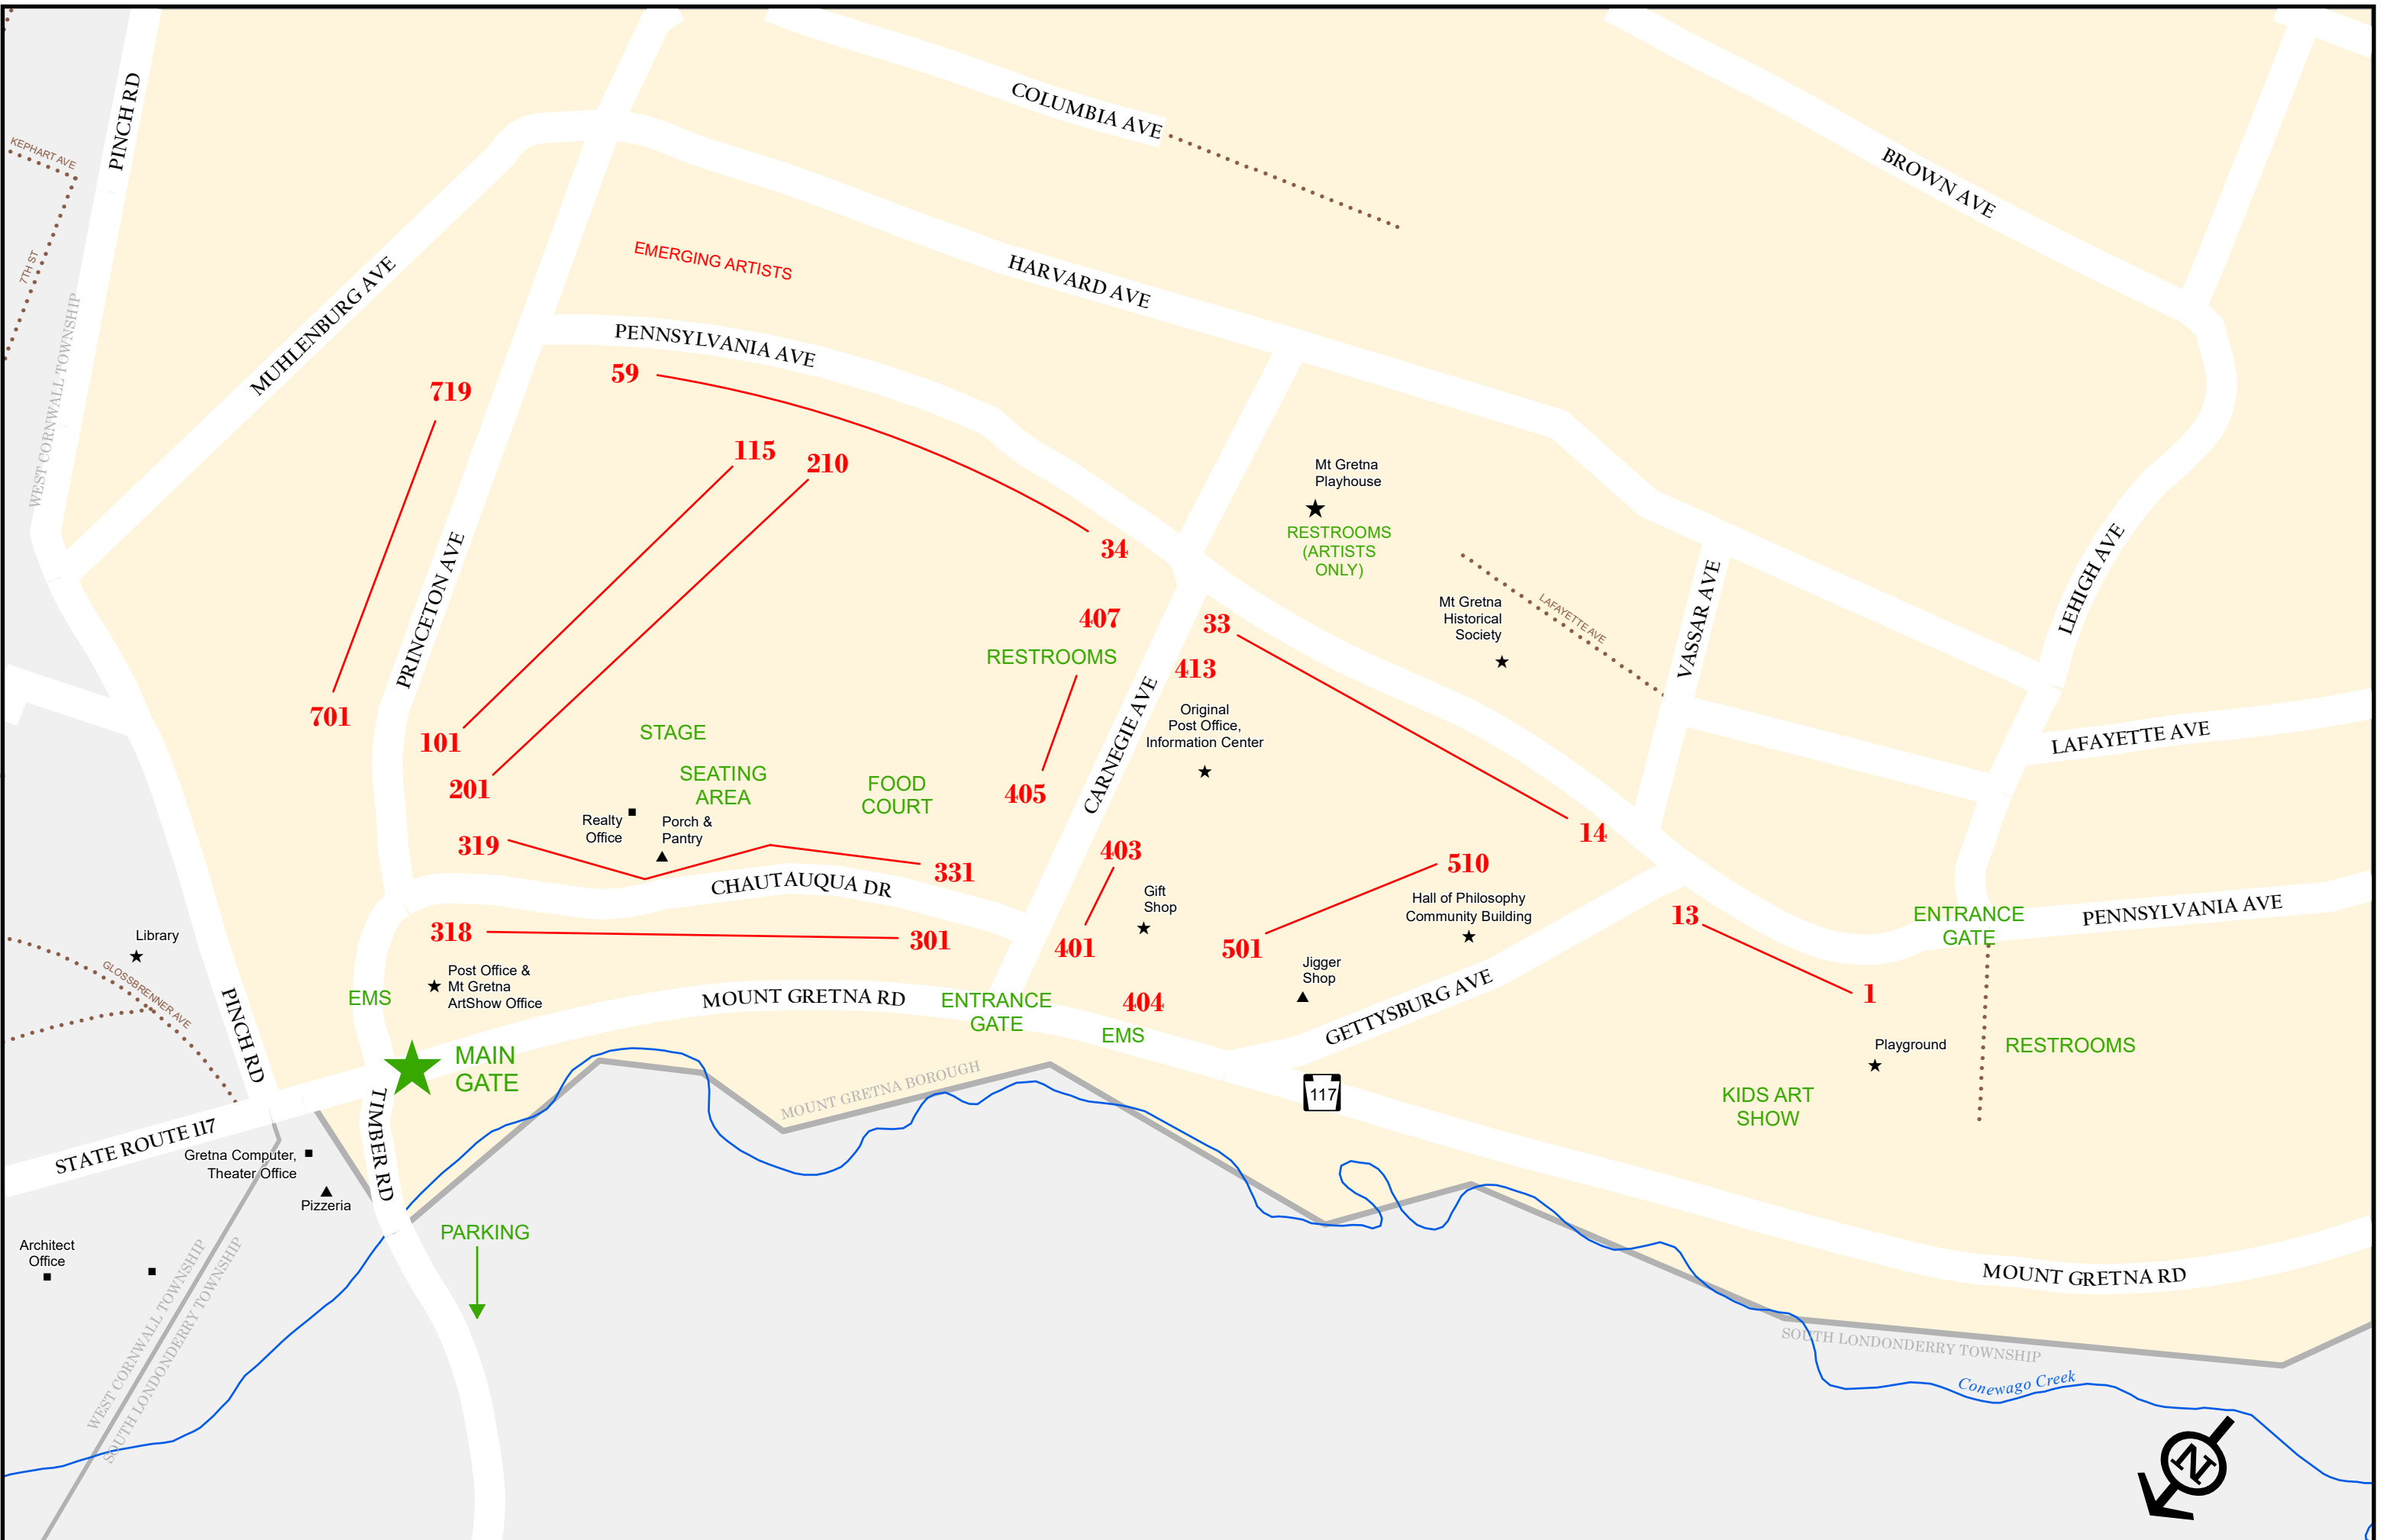 PINCH RD
COLUMBIA AVE
BROWN AVE
KEPHART AVE
7TH ST
WEST CORNWALL TOWNSHIP
MUHLENBURG AVE
EMERGING ARTISTS
HARVARD AVE
PENNSYLVANIA AVE
59
719
115
210
Mt Gretna
Playhouse
RESTROOMS
(ARTISTS
ONLY)
34
PRINCETON AVE
LEHIGH AVE
407
33
Mt Gretna
Historical
Society
LAFAYETTE AVE
VASSAR AVE
RESTROOMS
413
701
101
STAGE
Original
Post Office,
Information Center
LAFAYETTE AVE
CARNEGIE AVE
201
SEATING
AREA
FOOD
COURT
405
Realty
Office
Porch &
Pantry
14
319
403
331
510
CHAUTAUQUA DR
Gift
Shop
Hall of Philosophy
Community Building
13
ENTRANCE
GATE
PENNSYLVANIA AVE
318
301
401
501
Library
GLOSSBRENNER AVE
Post Office &
Mt Gretna
ArtShow Office
EMS
PINCH RD
MOUNT GRETNA RD
ENTRANCE
GATE
404
EMS
Jigger
Shop
GETTYSBURG AVE
1
Playground
RESTROOMS
MAIN
GATE
MOUNT GRETNA BOROUGH
117
KIDS ART
SHOW
STATE ROUTE 117
TIMBER RD
Gretna Computer,
Theater Office
Pizzeria
PARKING
Architect
Office
WEST CORNWALL TOWNSHIP
SOUTH LONDONDERRY TOWNSHIP
MOUNT GRETNA RD
SOUTH LONDONDERRY TOWNSHIP
Conewago Creek
N